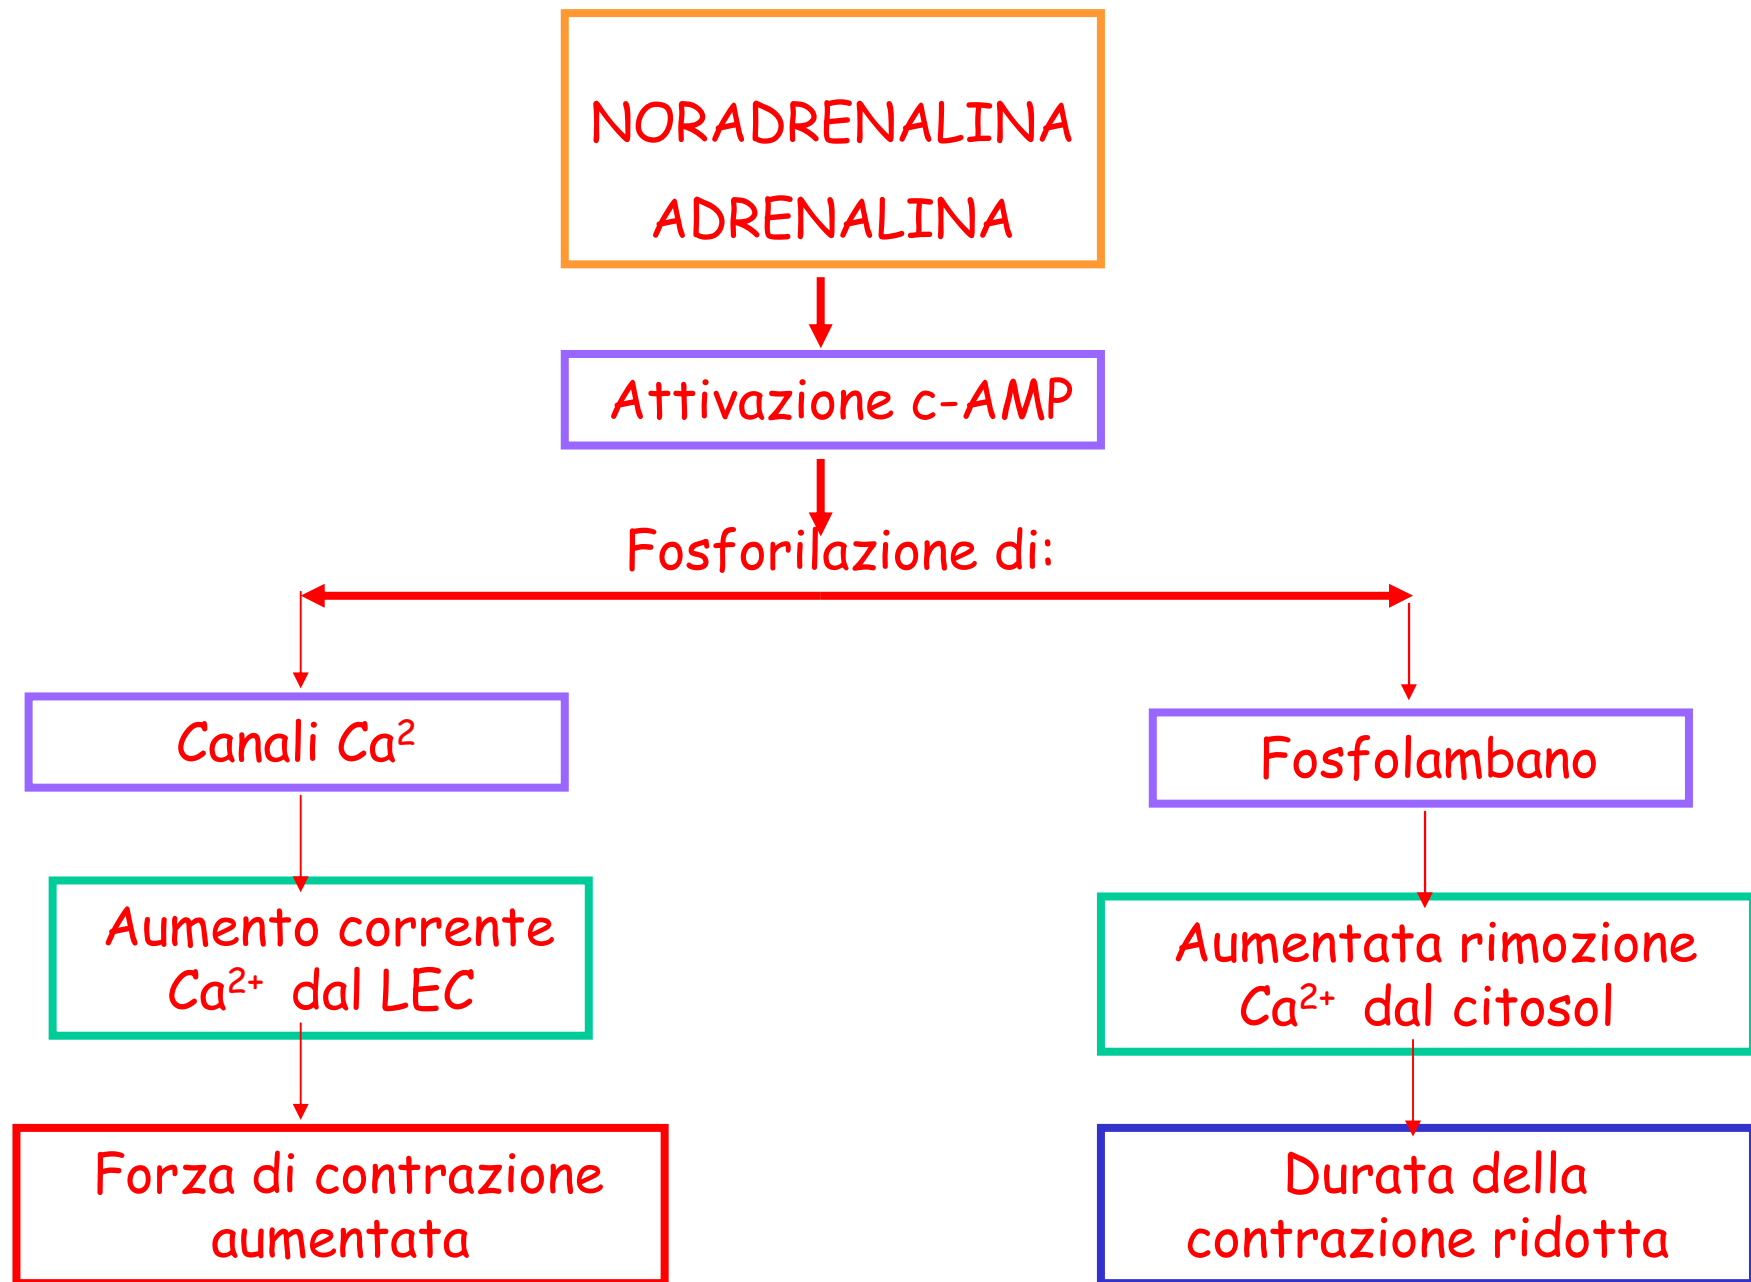 NORADRENALINA
ADRENALINA
Attivazione c-AMP
Fosforilazione di:
Canali Ca²
Fosfolambano
Aumento corrente
Ca²⁺ dal LEC
Aumentata rimozione
Ca²⁺ dal citosol
Forza di contrazione
aumentata
Durata della
contrazione ridotta